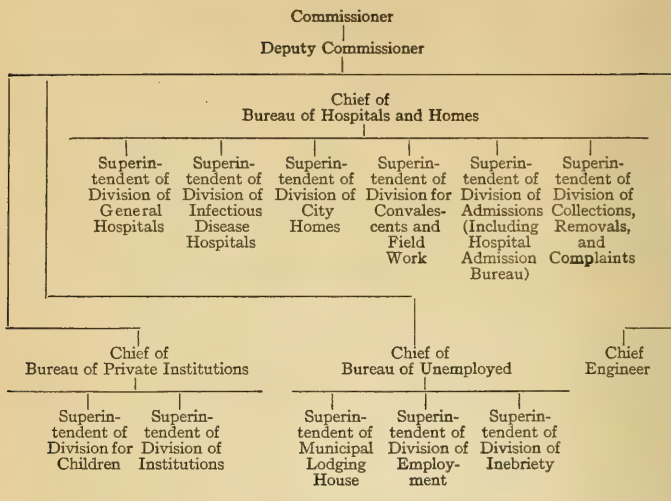 Commissioner
Deputy Commissioner
Chief of
Bureau of Hospitals and Homes
Superin-
tendent of
Division of
General
Hospitals
Superin-
tendent of
Division of
Infectious
Disease
Hospitals
Superin-
tendent of
Division of
City
Homes
Superin-
tendent of
Division for
Convales-
cents and
Field
Work
Superin-
tendent of
Division of
Admissions
(Including
Hospital
Admission
Bureau)
Superin-
tendent of
Division of
Collections,
Removals,
and
Complaints
Chief of
Bureau of Private Institutions
Superin-
tendent of
Division for
Children
Superin-
tendent of
Division of
Institutions
Chief of
Bureau of Unemployed
Superin-
tendent of
Municipal
Lodging
House
Superin-
tendent of
Division of
Employ-
ment
Superin-
tendent of
Division of
Inebriety
Chief
Engineer